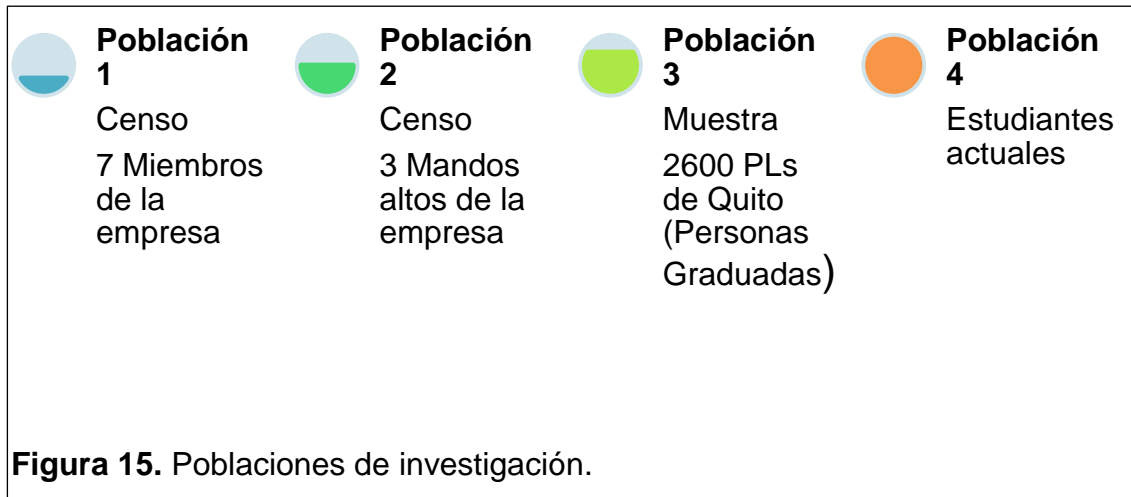 Población
1
Censo
7 Miembros
de la
empresa
Población
2
Censo
3 Mandos
altos de la
empresa
Población
3
Muestra
2600 PLs
de Quito
(Personas
Graduadas)
Población
4
Estudiantes
actuales
Figura 15. Poblaciones de investigación.